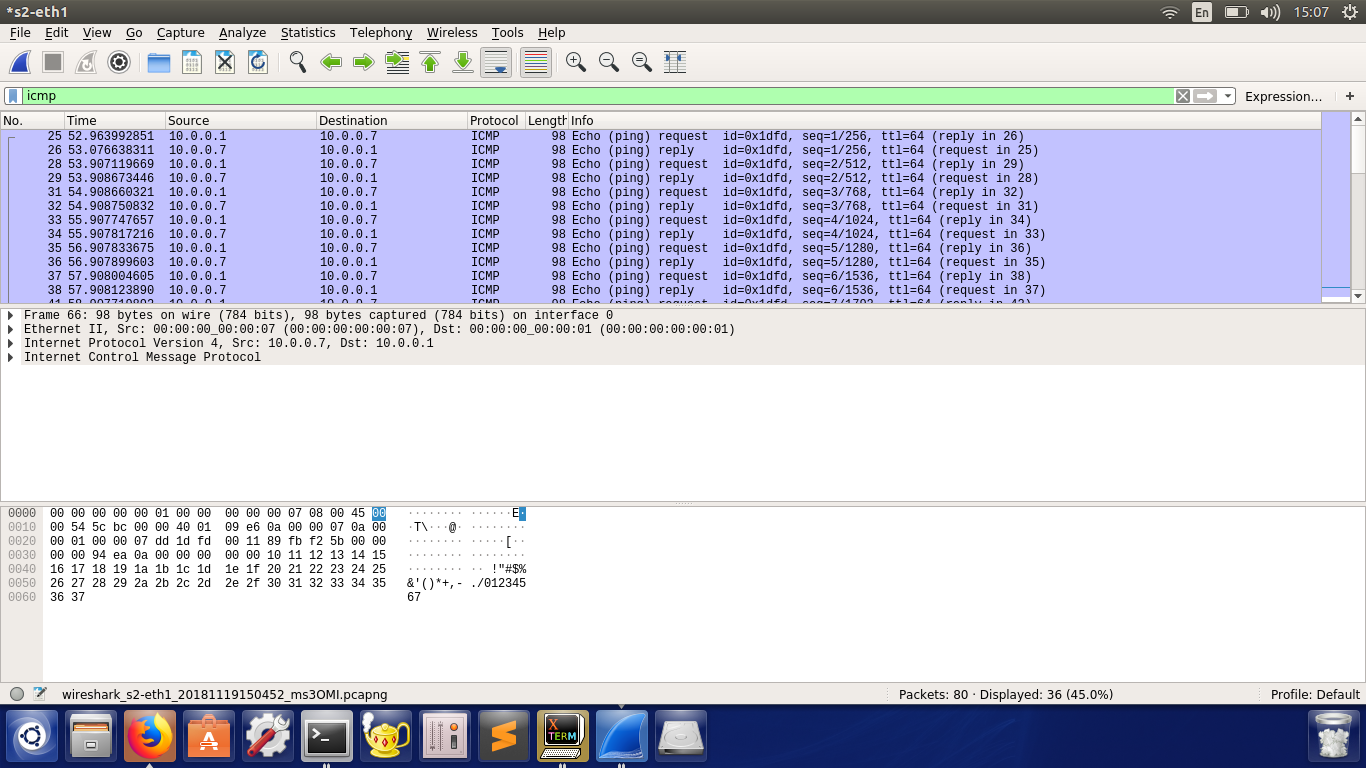 *s2-eth1 En 15:07
File Edit View Go Capture Analyze Statistics Telephony Wireless Tools Help
icmp Expression… +
No. Time Source Destination Protocol Length Info
25 52.963992851 10.0.0.1 10.0.0.7 ICMP 98 Echo (ping) request id=0x1dfd, seq=1/256, ttl=64 (reply in 26)
26 53.076638311 10.0.0.7 10.0.0.1 ICMP 98 Echo (ping) reply id=0x1dfd, seq=1/256, ttl=64 (request in 25)
28 53.907119669 10.0.0.1 10.0.0.7 ICMP 98 Echo (ping) request id=0x1dfd, seq=2/512, ttl=64 (reply in 29)
29 53.908673446 10.0.0.7 10.0.0.1 ICMP 98 Echo (ping) reply id=0x1dfd, seq=2/512, ttl=64 (request in 28)
31 54.908660321 10.0.0.1 10.0.0.7 ICMP 98 Echo (ping) request id=0x1dfd, seq=3/768, ttl=64 (reply in 32)
32 54.908750832 10.0.0.7 10.0.0.1 ICMP 98 Echo (ping) reply id=0x1dfd, seq=3/768, ttl=64 (request in 31)
33 55.907747657 10.0.0.1 10.0.0.7 ICMP 98 Echo (ping) request id=0x1dfd, seq=4/1024, ttl=64 (reply in 34)
34 55.907817216 10.0.0.7 10.0.0.1 ICMP 98 Echo (ping) reply id=0x1dfd, seq=4/1024, ttl=64 (request in 33)
35 56.907833675 10.0.0.1 10.0.0.7 ICMP 98 Echo (ping) request id=0x1dfd, seq=5/1280, ttl=64 (reply in 36)
36 56.907899603 10.0.0.7 10.0.0.1 ICMP 98 Echo (ping) reply id=0x1dfd, seq=5/1280, ttl=64 (request in 35)
37 57.908004605 10.0.0.1 10.0.0.7 ICMP 98 Echo (ping) request id=0x1dfd, seq=6/1536, ttl=64 (reply in 38)
38 57.908123890 10.0.0.7 10.0.0.1 ICMP 98 Echo (ping) reply id=0x1dfd, seq=6/1536, ttl=64 (request in 37)
Frame 66: 98 bytes on wire (784 bits), 98 bytes captured (784 bits) on interface 0
Ethernet II, Src: 00:00:00_00:00:07 (00:00:00:00:00:07), Dst: 00:00:00_00:00:01 (00:00:00:00:00:01)
Internet Protocol Version 4, Src: 10.0.0.7, Dst: 10.0.0.1
Internet Control Message Protocol
0000 00 00 00 00 00 01 00 00 00 00 00 07 08 00 45 00 ········ ······E·
0010 00 54 5c bc 00 00 40 01 09 e6 0a 00 00 07 0a 00 ·T\···@· ········
0020 00 01 00 00 07 dd 1d fd 00 11 89 fb f2 5b 00 00 ········ ·····[··
0030 00 00 94 ea 0a 00 00 00 00 00 10 11 12 13 14 15 ········ ········
0040 16 17 18 19 1a 1b 1c 1d 1e 1f 20 21 22 23 24 25 ········ ·· !"#$%
0050 26 27 28 29 2a 2b 2c 2d 2e 2f 30 31 32 33 34 35 &'()*+,- ./012345
0060 36 37 67
wireshark_s2-eth1_20181119150452_ms3OMI.pcapng Packets: 80 · Displayed: 36 (45.0%) Profile: Default
X
TERM